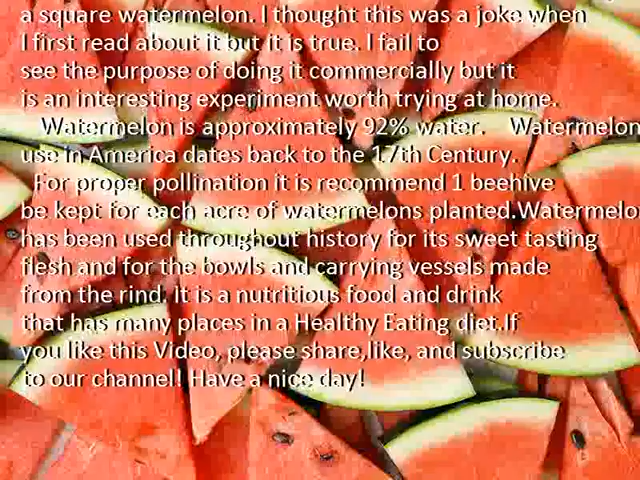 a square watermelon. I thought this was a joke when
I first read about it but it is true. I fail to
see the purpose of doing it commercially but it
is an interesting experiment worth trying at home.
Watermelon is approximately 92% water. Watermelon
use in America dates back to the 17th Century.
For proper pollination it is recommend 1 beehive
be kept for each acre of watermelons planted.Watermelo
has been used throughout history for its sweet tasting
flesh and for the bowls and carrying vessels made
from the rind. It is a nutritious food and drink
that has many places in a Healthy Eating diet.If
you like this Video, please share,like, and subscribe
to our channel! Have a nice day!